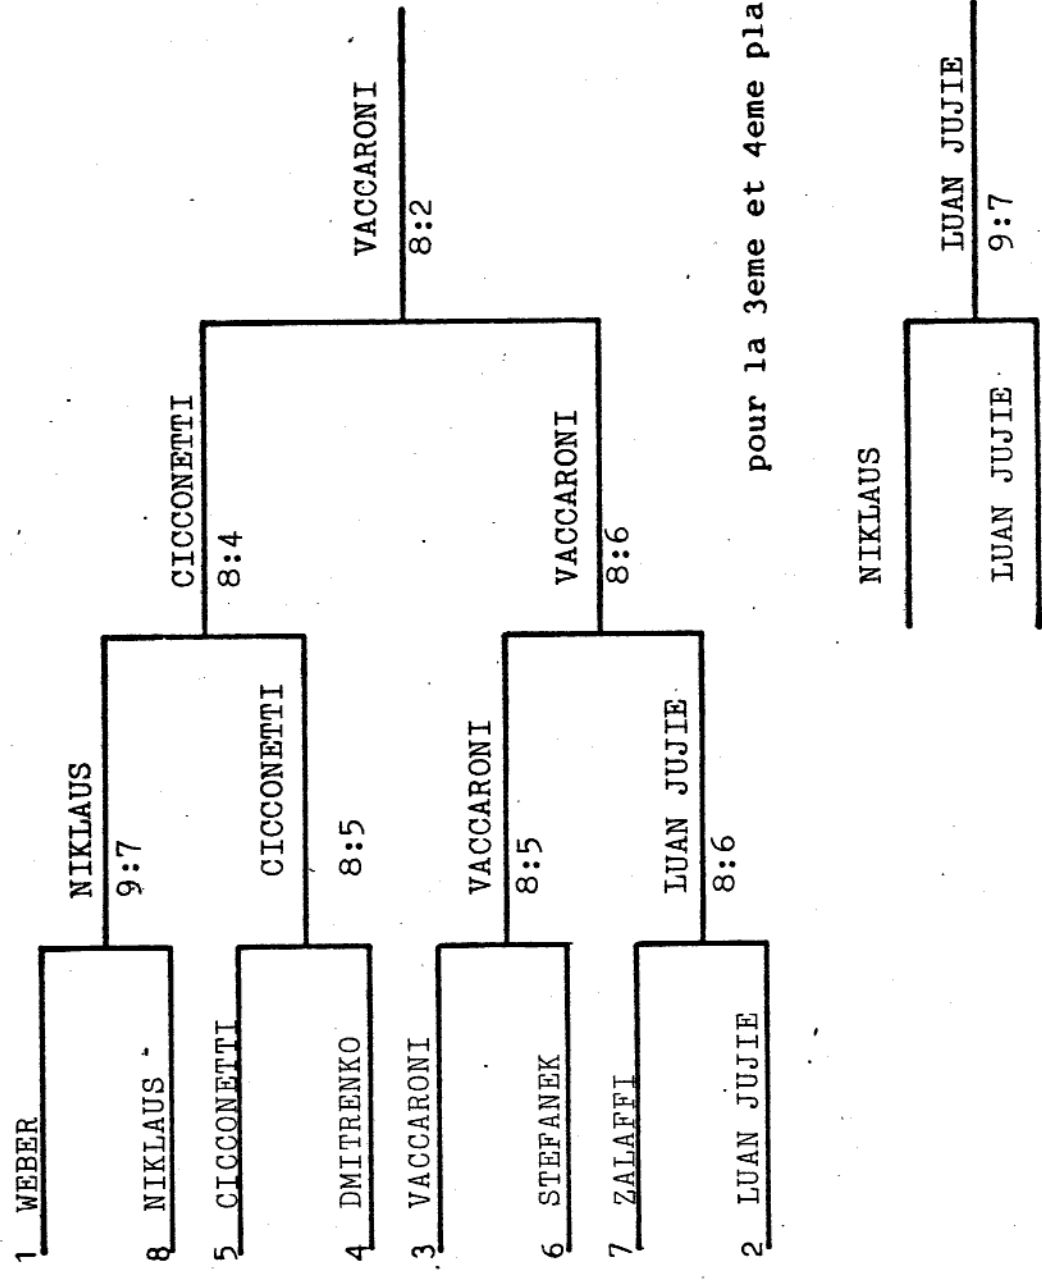 1 WEBER
8 NIKLAUS
5 CICCONETTI
4 DMITRENKO
3 VACCARONI
6 STEFANEK
7 ZALAFFI
2 LUAN JUJIE
NIKLAUS
9:7
CICCONETTI
8:5
VACCARONI
8:5
LUAN JUJIE
8:6
CICCONETTI
8:4
VACCARONI
8:6
VACCARONI
8:2
pour la 3eme et 4eme pla
NIKLAUS
LUAN JUJIE
LUAN JUJIE
9:7